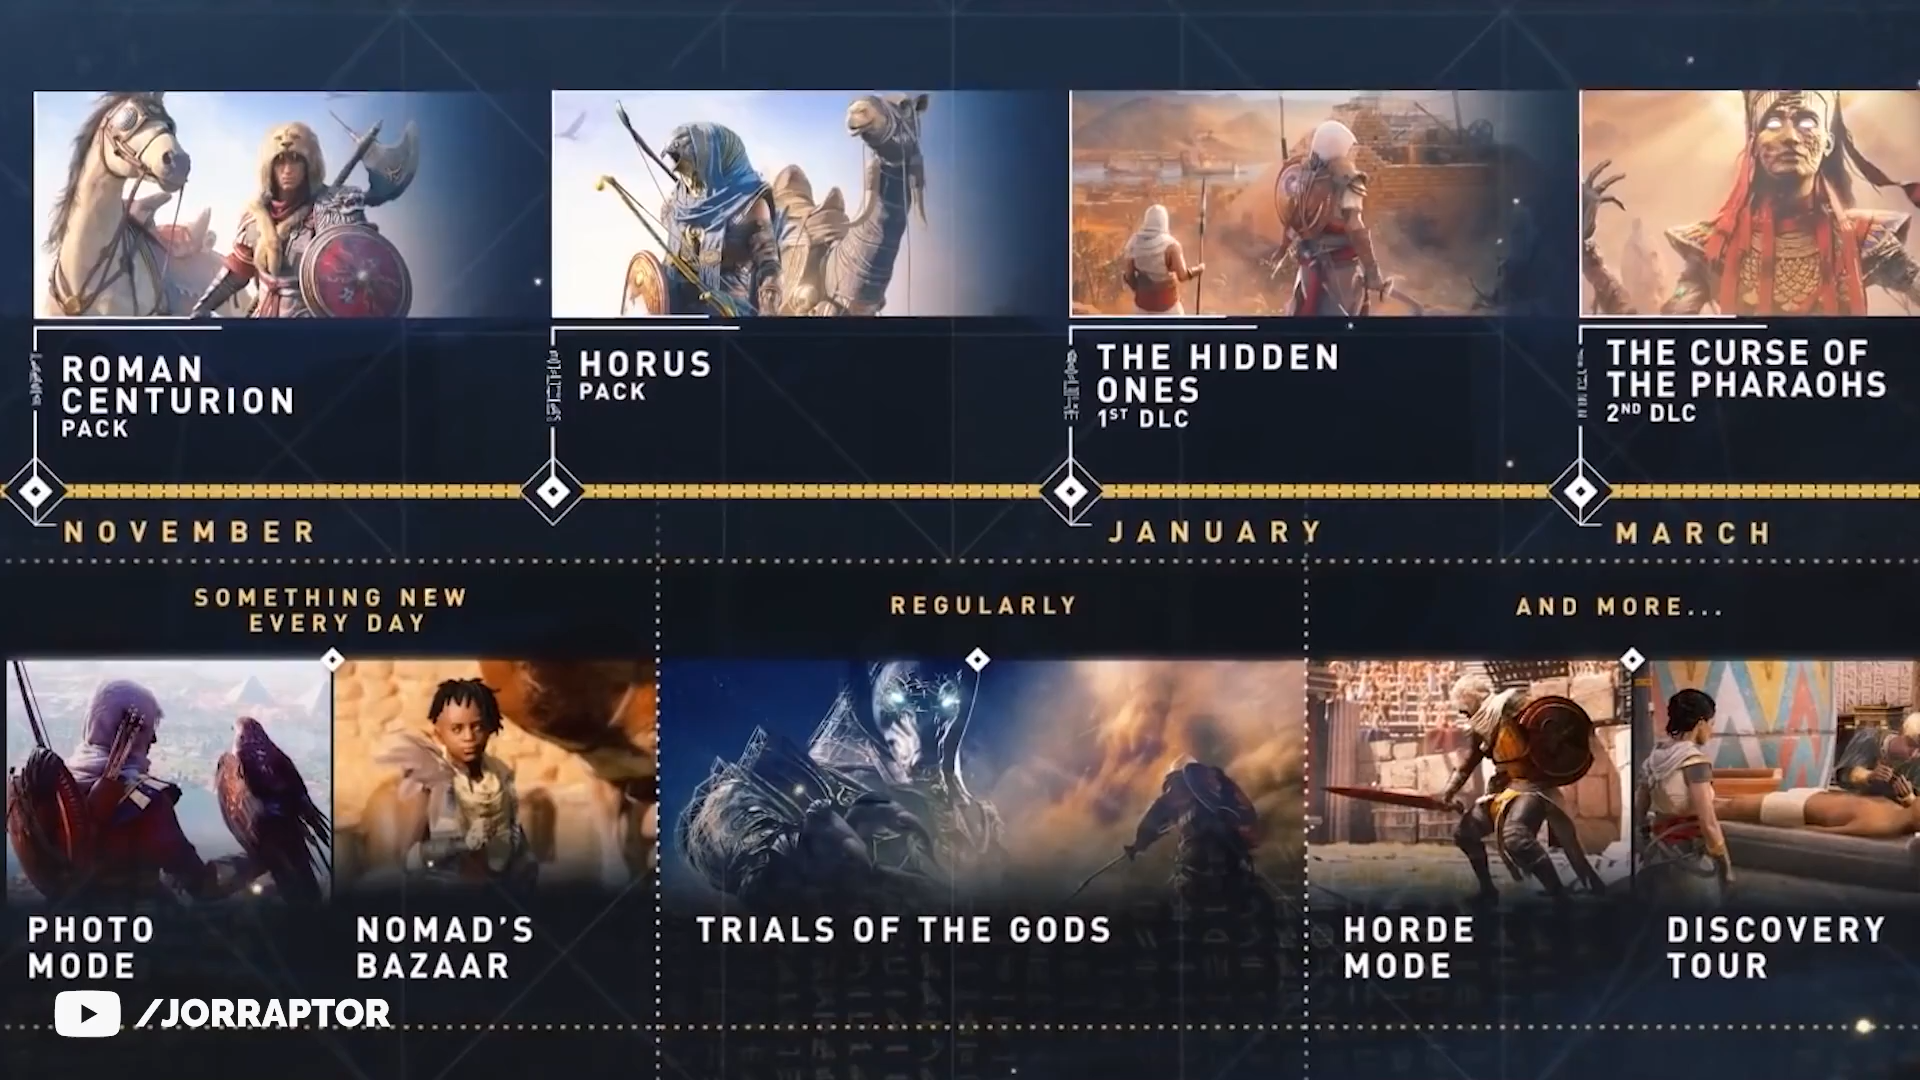 ROMAN
CENTURION
PACK
HORUS
PACK
THE HIDDEN
ONES
1ST DLC
THE CURSE OF
THE PHARAOHS
2ND DLC
NOVEMBER
JANUARY
MARCH
SOMETHING NEW
EVERY DAY
REGULARLY
AND MORE...
PHOTO
MODE
NOMAD'S
BAZAAR
TRIALS OF THE GODS
HORDE
MODE
DISCOVERY
TOUR
/JORRAPTOR